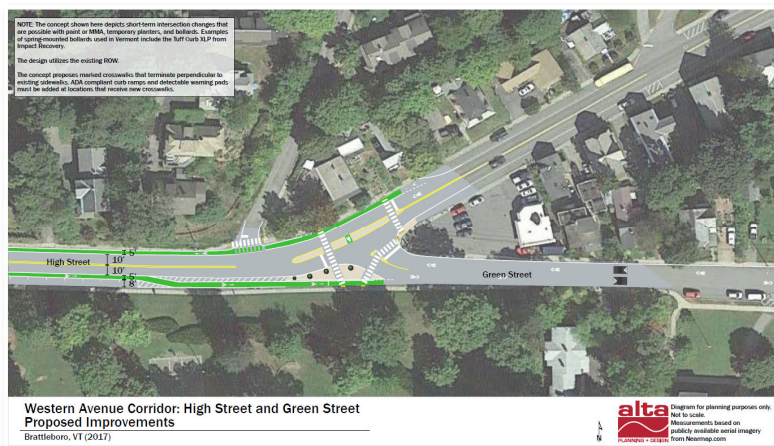 NOTE: The concept shown here depicts short-term intersection changes that
are possible with paint or MMA, temporary planters, and bollards. Examples
of spring-mounted bollards used in Vermont include the Tuff Curb XLP from
Impact Recovery.
The design utilizes the existing ROW.
The concept proposes marked crosswalks that terminate perpendicular to
existing sidewalks. ADA compliant curb ramps and detectable warning pads
must be added at locations that receive new crosswalks.
5'
High Street
10'
10'
5'
8'
Green Street
Western Avenue Corridor: High Street and Green Street
Proposed Improvements
Brattleboro, VT (2017)
N
alta
PLANNING + DESIGN
Diagram for planning purposes only.
Not to scale.
Measurements based on
publicly available aerial imagery
from Nearmap.com